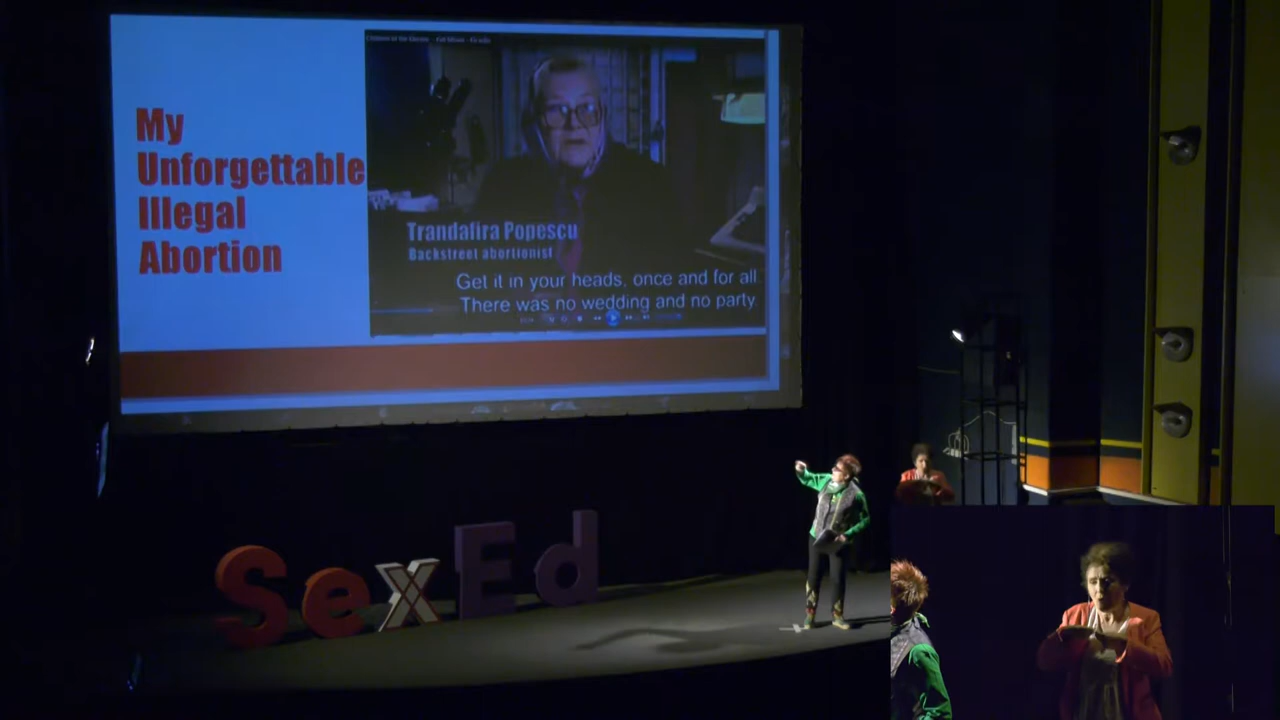 My
Unforgettable
Illegal
Abortion
Trandafira Popescu
Backstreet abortionist
Get it in your heads, once and for all.
There was no wedding and no party.
SexEd